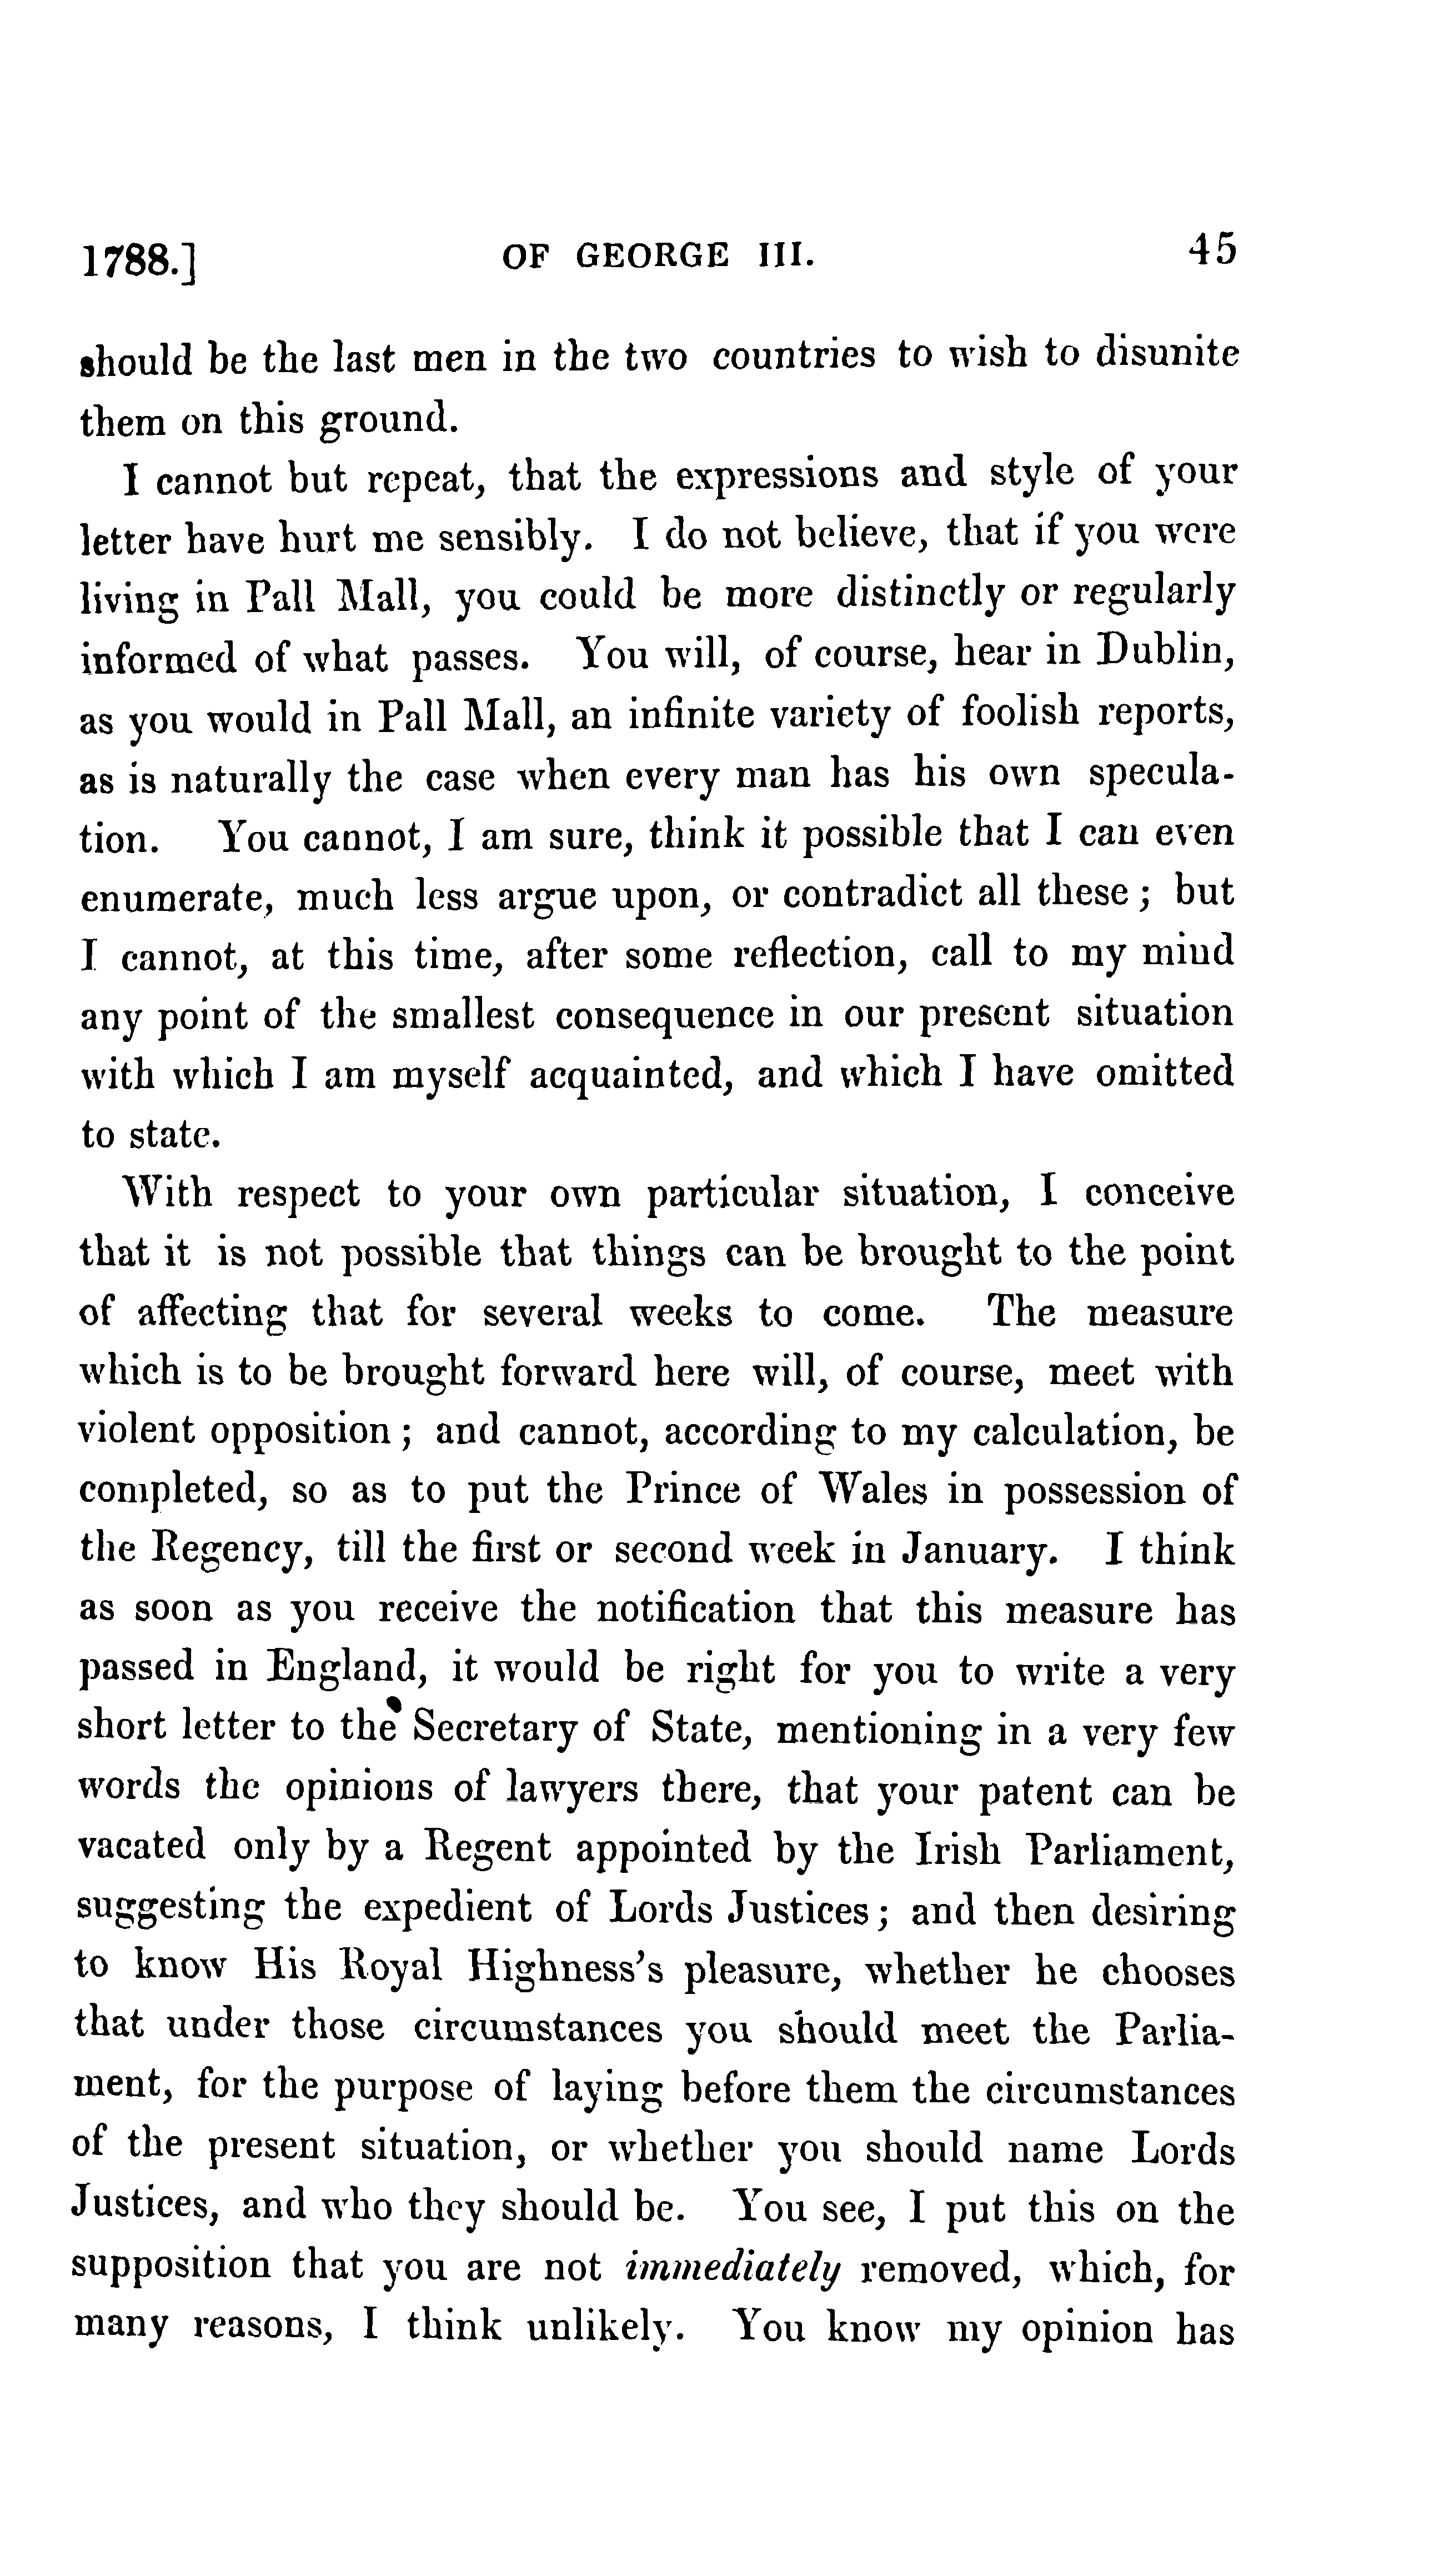 1788.] OF GEORGE III. 45
should be the last men in the two countries to wish to disunite
them on this ground.
I cannot but repeat, that the expressions and style of your
letter have hurt me sensibly. I do not believe, that if you were
living in Pall Mall, you could be more distinctly or regularly
informed of what passes. You will, of course, hear in Dublin,
as you would in Pall Mall, an infinite variety of foolish reports,
as is naturally the case when every man has his own specula-
tion. You cannot, I am sure, think it possible that I can even
enumerate, much less argue upon, or contradict all these; but
I cannot, at this time, after some reflection, call to my mind
any point of the smallest consequence in our present situation
with which I am myself acquainted, and which I have omitted
to state.
With respect to your own particular situation, I conceive
that it is not possible that things can be brought to the point
of affecting that for several weeks to come. The measure
which is to be brought forward here will, of course, meet with
violent opposition; and cannot, according to my calculation, be
completed, so as to put the Prince of Wales in possession of
the Regency, till the first or second week in January. I think
as soon as you receive the notification that this measure has
passed in England, it would be right for you to write a very
short letter to the Secretary of State, mentioning in a very few
words the opinions of lawyers there, that your patent can be
vacated only by a Regent appointed by the Irish Parliament,
suggesting the expedient of Lords Justices; and then desiring
to know His Royal Highness's pleasure, whether he chooses
that under those circumstances you should meet the Parlia-
ment, for the purpose of laying before them the circumstances
of the present situation, or whether you should name Lords
Justices, and who they should be. You see, I put this on the
supposition that you are not immediately removed, which, for
many reasons, I think unlikely. You know my opinion has